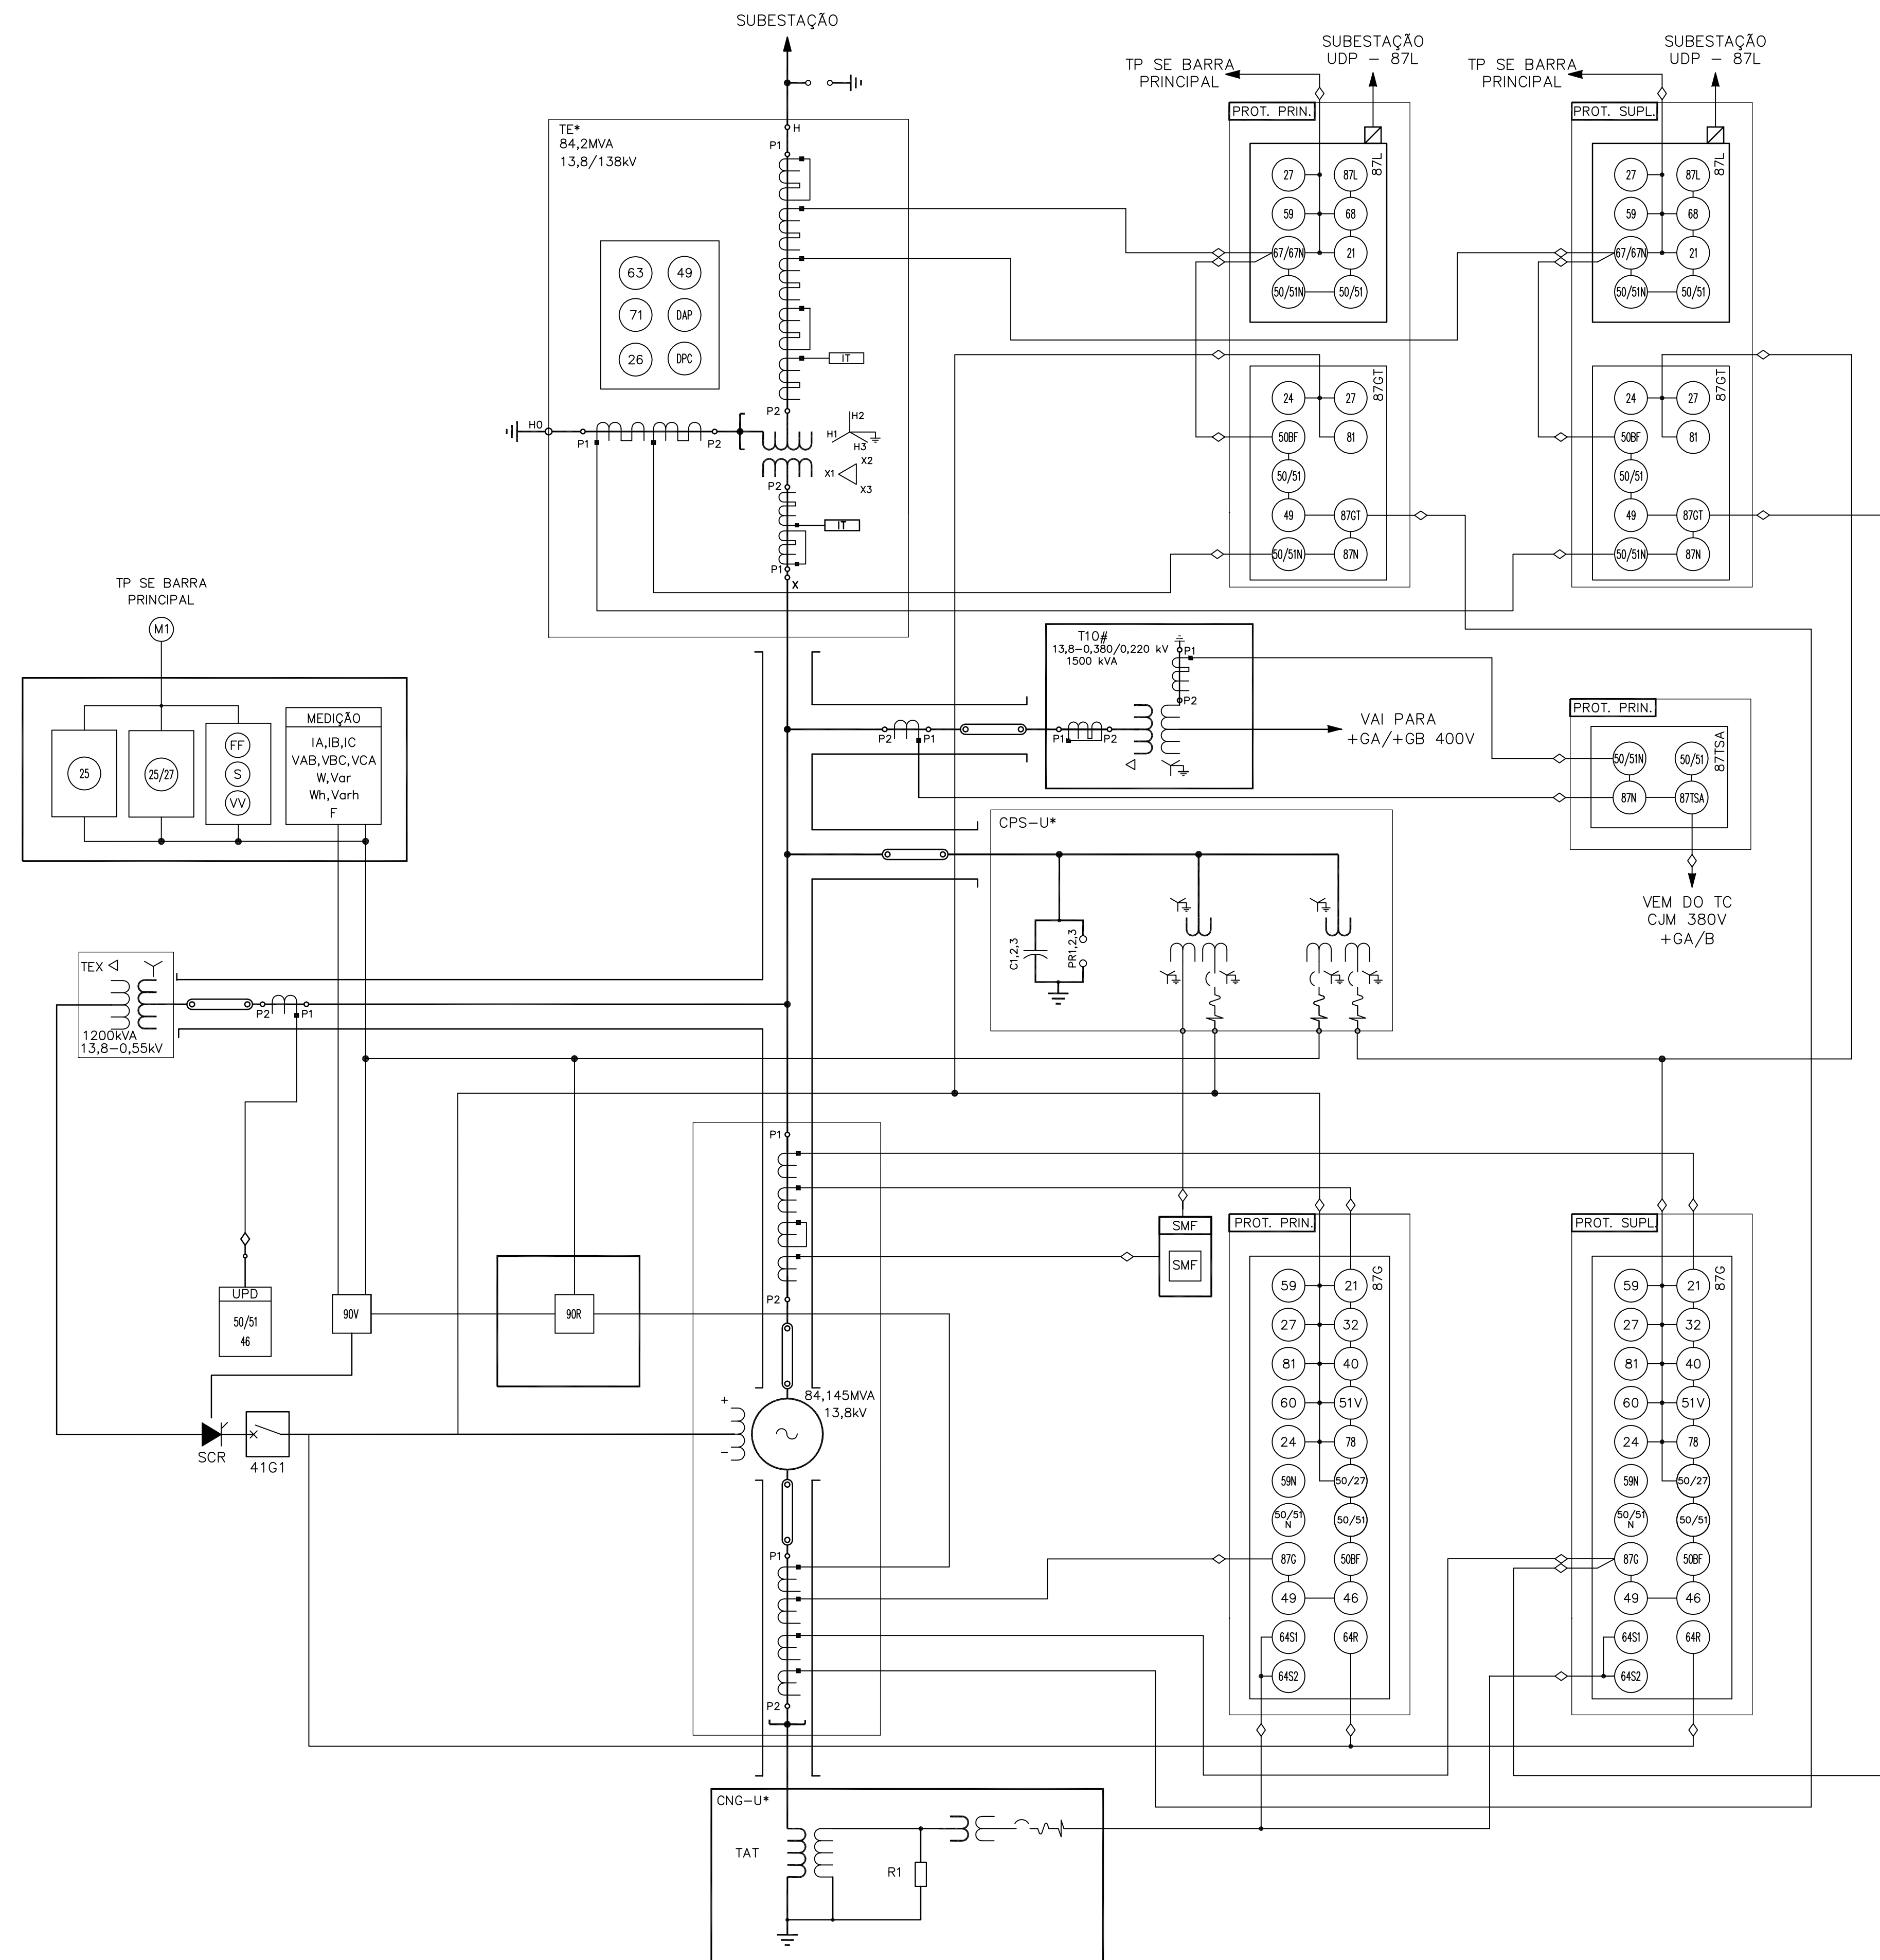 SUBESTAÇÃO
TE*
84,2MVA
13,8/138kV
H
P1
63
49
71
DAP
26
DPC
IT
P2
H0
P1
P2
H1
H2
H3
X1
X2
X3
P2
IT
P1
X
TP SE BARRA
PRINCIPAL
SUBESTAÇÃO
UDP – 87L
PROT. PRIN.
87L
27
87L
59
68
67/67N
21
50/51N
50/51
87GT
24
27
50BF
81
50/51
49
87GT
50/51N
87N
TP SE BARRA
PRINCIPAL
SUBESTAÇÃO
UDP – 87L
PROT. SUPL.
87L
27
87L
59
68
67/67N
21
50/51N
50/51
87GT
24
27
50BF
81
50/51
49
87GT
50/51N
87N
TP SE BARRA
PRINCIPAL
M1
25
25/27
FF
S
VV
MEDIÇÃO
IA,IB,IC
VAB,VBC,VCA
W,Var
Wh,Varh
F
T10#
13,8–0,380/0,220 kV
1500 kVA
P1
P2
P2
P1
P1
P2
VAI PARA
+GA/+GB 400V
PROT. PRIN.
87TSA
50/51N
50/51
87N
87TSA
VEM DO TC
CJM 380V
+GA/B
CPS–U*
C1,2,3
PR1,2,3
TEX
1200kVA
13,8–0,55kV
P2
P1
UPD
50/51
46
90V
90R
SCR
41G1
P1
P2
84,145MVA
13,8kV
+
–
P1
P2
SMF
SMF
PROT. PRIN.
87G
59
21
27
32
81
40
60
51V
24
78
59N
50/27
50/51
N
50/51
87G
50BF
49
46
64S1
64R
64S2
PROT. SUPL.
87G
59
21
27
32
81
40
60
51V
24
78
59N
50/27
50/51
N
50/51
87G
50BF
49
46
64S1
64R
64S2
CNG–U*
TAT
R1